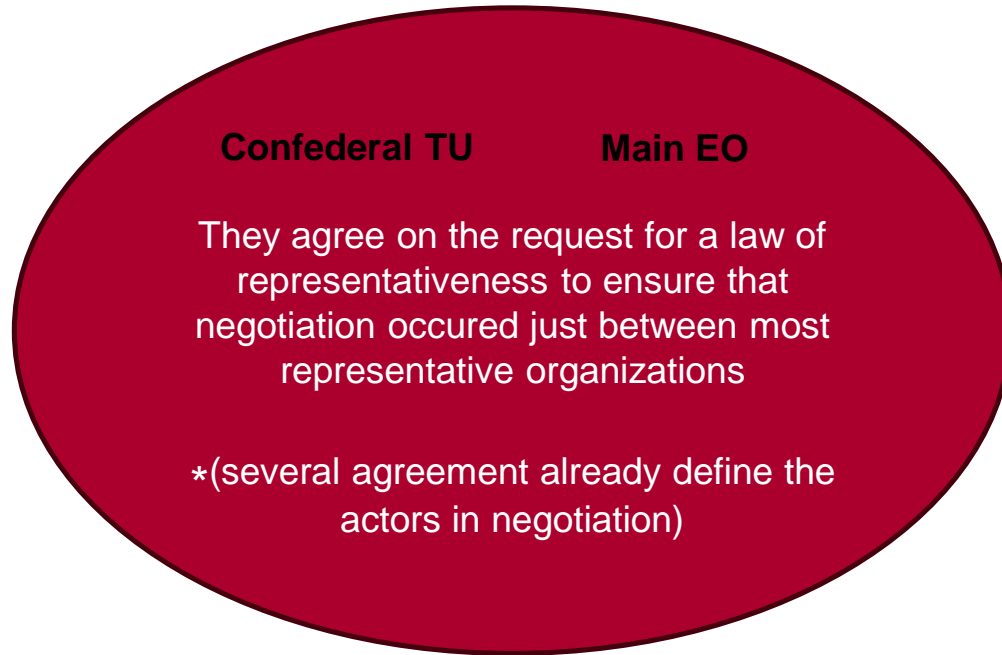 Confederal TU Main EO
They agree on the request for a law of
representativeness to ensure that
negotiation occured just between most
representative organizations
*(several agreement already define the
actors in negotiation)